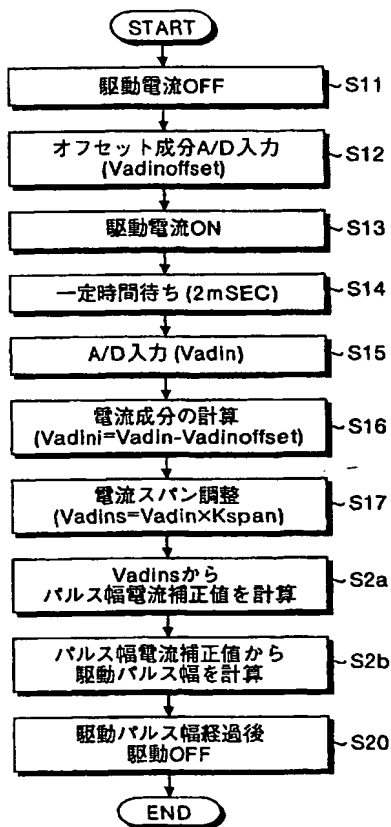 START
駆動電流OFF
S11
オフセット成分A/D入力
(Vadinoffset)
S12
駆動電流ON
S13
一定時間待ち(2mSEC)
S14
A/D入力(Vadin)
S15
電流成分の計算
(Vadini=Vadin-Vadinoffset)
S16
電流スパン調整
(Vadins=Vadin×Kspan)
S17
Vadinsから
パルス幅電流補正値を計算
S2a
パルス幅電流補正値から
駆動パルス幅を計算
S2b
駆動パルス幅経過後
駆動OFF
S20
END